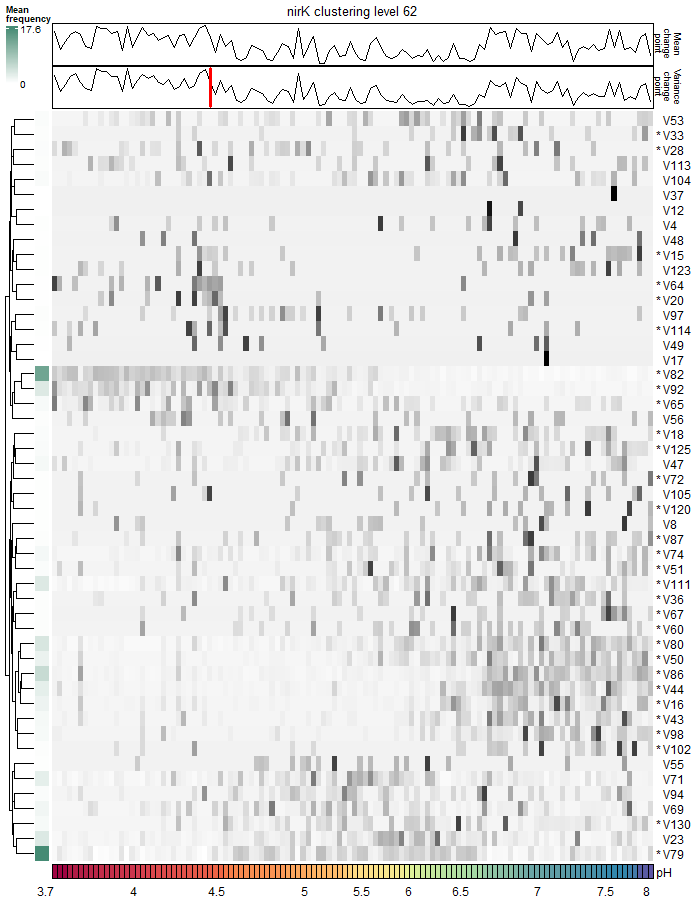 nirK clustering level 62
Mean
frequency
17.6
0
Mean
change
point
Variance
change
point
V53
* V33
* V28
V113
V104
V37
V12
V4
V48
* V15
V123
* V64
* V20
V97
* V114
V49
V17
* V82
* V92
* V65
V56
* V18
* V125
V47
* V72
V105
* V120
V8
* V87
* V74
* V51
* V111
* V36
* V67
* V60
* V80
* V50
* V86
* V44
* V16
* V43
* V98
* V102
V55
V71
V94
V69
* V130
V23
* V79
pH
3.7 4 4.5 5 5.5 6 6.5 7 7.5 8